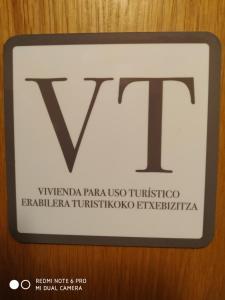 VT
VIVIENDA PARA USO TURÍSTICO
ERABILERA TURISTIKOKO ETXEBIZITZA
REDMI NOTE 6 PRO
MI DUAL CAMERA